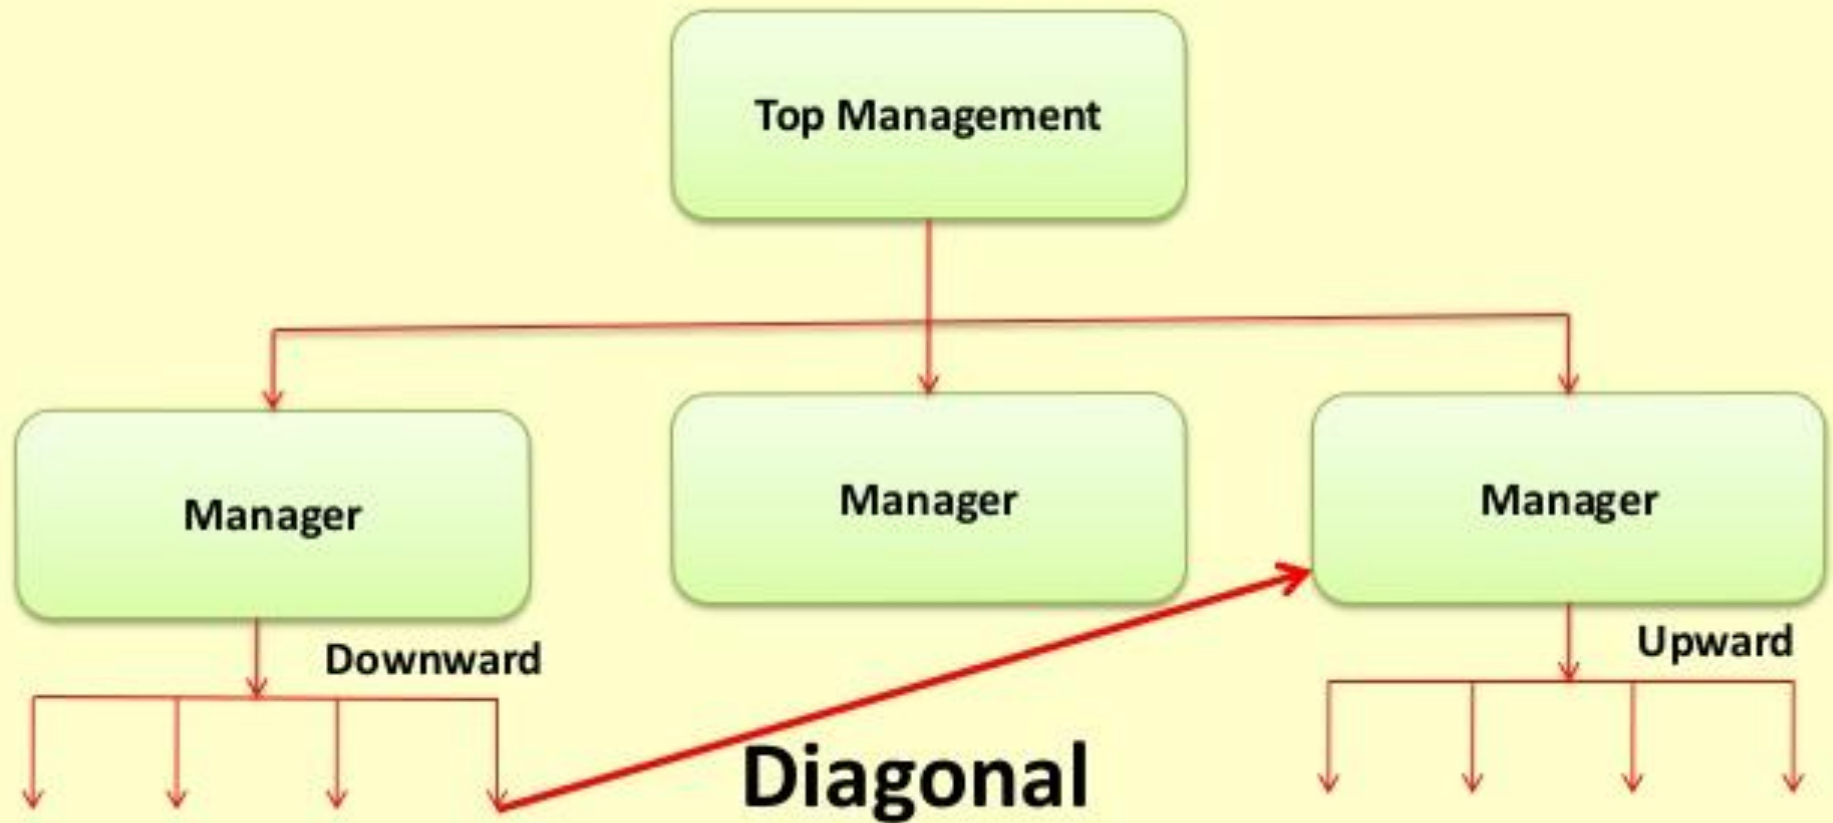 Top Management
Manager
Manager
Manager
Downward
Upward
Diagonal